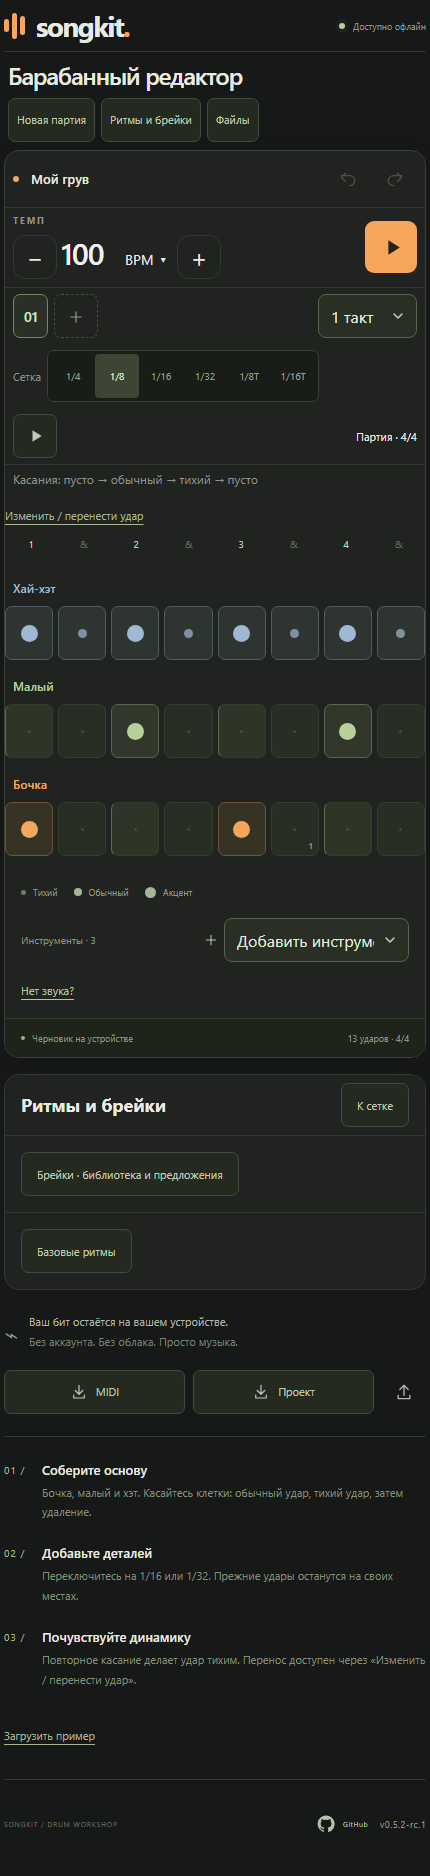 songkit.
Доступно офлайн
Барабанный редактор
Новая партия
Ритмы и брейки
Файлы
Мой грув
ТЕМП
− 100 BPM ▾ +
01 +
1 такт
Сетка 1/4 1/8 1/16 1/32 1/8T 1/16T
Партия · 4/4
Касания: пусто → обычный → тихий → пусто
Изменить / перенести удар
1 & 2 & 3 & 4 &
Хай-хэт
Малый
Бочка
1
Тихий Обычный Акцент
Инструменты · 3
+ Добавить инструм
Нет звука?
Черновик на устройстве
13 ударов · 4/4
Ритмы и брейки
К сетке
Брейки · библиотека и предложения
Базовые ритмы
Ваш бит остаётся на вашем устройстве.
Без аккаунта. Без облака. Просто музыка.
MIDI
Проект
01 / Соберите основу
Бочка, малый и хэт. Касайтесь клетки: обычный удар, тихий удар, затем
удаление.
02 / Добавьте деталей
Переключитесь на 1/16 или 1/32. Прежние удары останутся на своих
местах.
03 / Почувствуйте динамику
Повторное касание делает удар тихим. Перенос доступен через «Изменить
/ перенести удар».
Загрузить пример
SONGKIT / DRUM WORKSHOP
GitHub
v0.5.2-rc.1